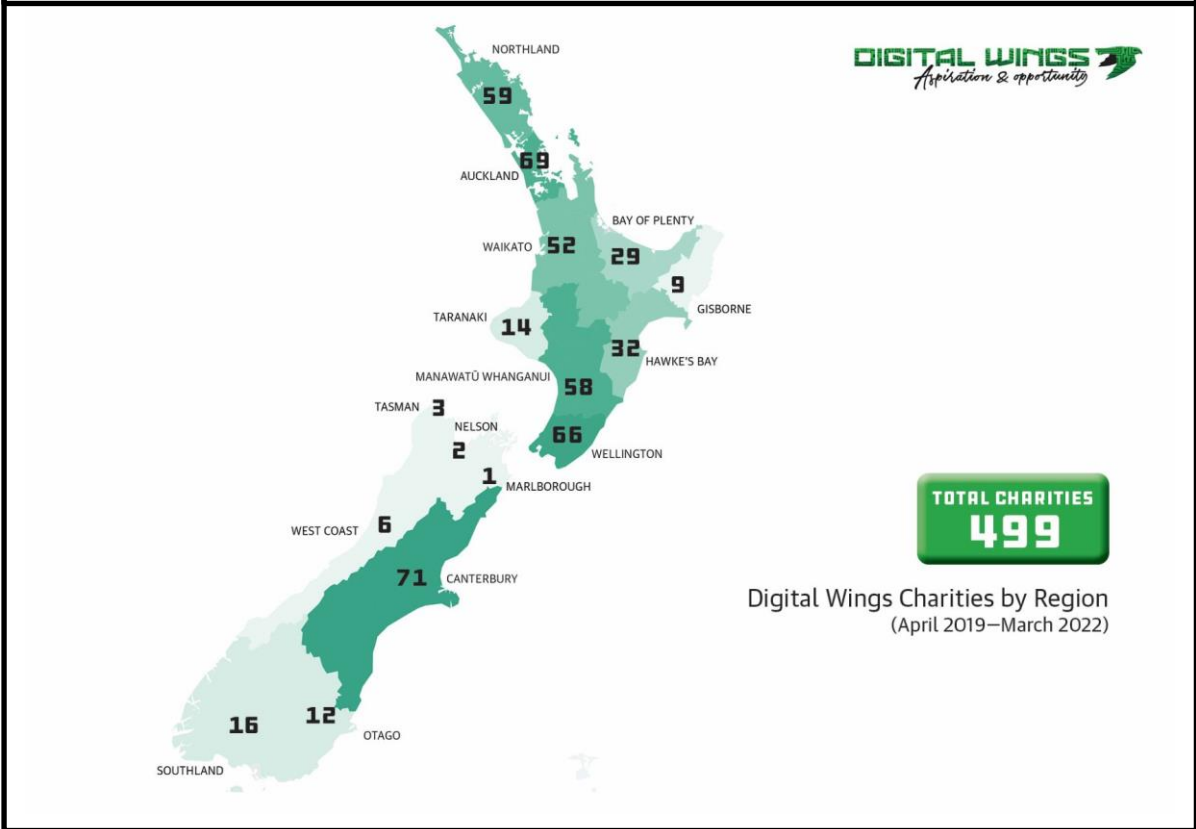 NORTHLAND
DIGITAL WINGS
Aspiration & opportunity
59
69
AUCKLAND
BAY OF PLENTY
WAIKATO
52
29
9
GISBORNE
TARANAKI
14
32
HAWKE'S BAY
MANAWATŪ WHANGANUI
58
TASMAN
3
NELSON
2
66
WELLINGTON
1
MARLBOROUGH
WEST COAST
6
TOTAL CHARITIES
499
71
CANTERBURY
Digital Wings Charities by Region
(April 2019—March 2022)
16
12
OTAGO
SOUTHLAND